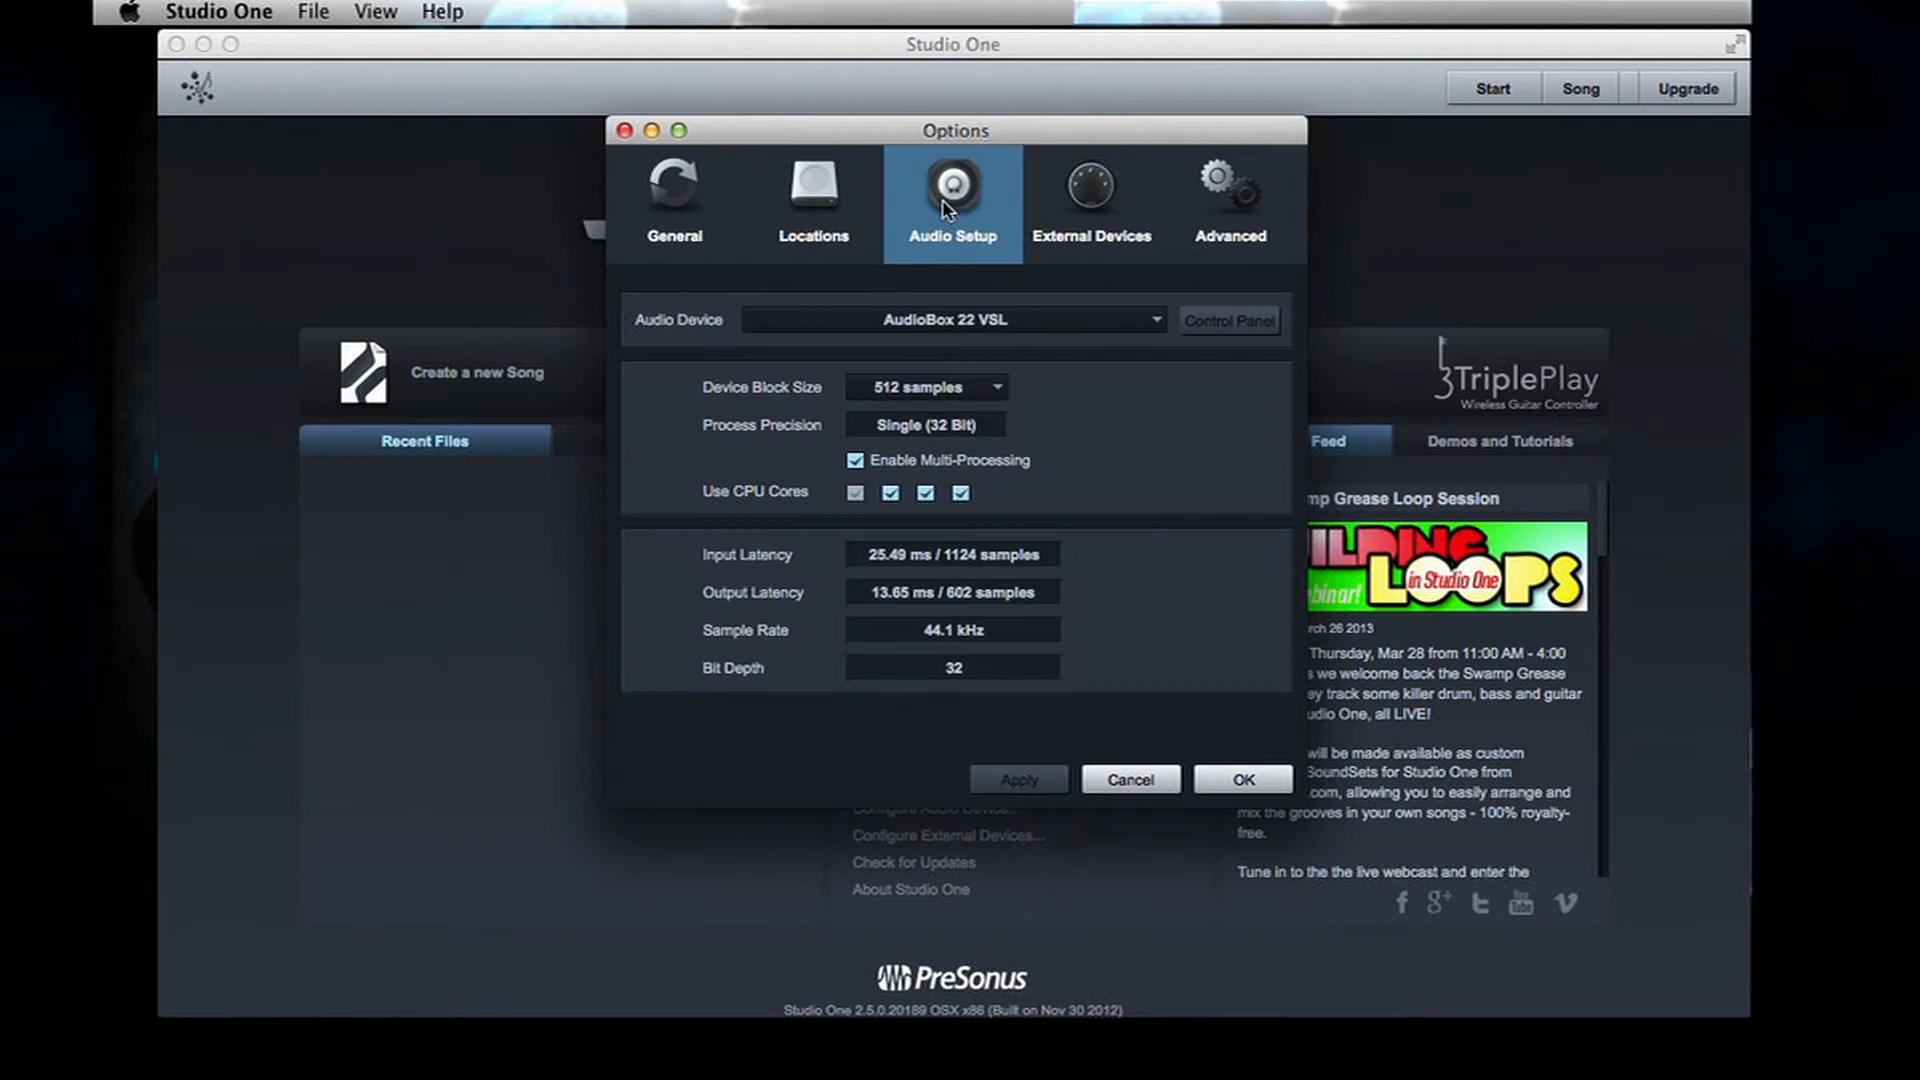 Studio One File View Help
Studio One
Start Song Upgrade
Options
General Locations Audio Setup External Devices Advanced
Audio Device AudioBox 22 VSL Control Panel
Device Block Size 512 samples
Process Precision Single (32 Bit)
Enable Multi-Processing
Use CPU Cores
Input Latency 25.49 ms / 1124 samples
Output Latency 13.65 ms / 602 samples
Sample Rate 44.1 kHz
Bit Depth 32
Apply Cancel OK
Create a new Song
Recent Files
TriplePlay
Wireless Guitar Controller
Feed Demos and Tutorials
mp Grease Loop Session
ILDING
LOOPS
in Studio One
binar!
rch 26 2013
Thursday, Mar 28 from 11:00 AM - 4:00
s we welcome back the Swamp Grease
ey track some killer drum, bass and guitar
udio One, all LIVE!
will be made available as custom
SoundSets for Studio One from
.com, allowing you to easily arrange and
mix the grooves in your own songs - 100% royalty-
free.
Tune in to the the live webcast and enter the
Configure Audio Device...
Configure External Devices...
Check for Updates
About Studio One
PreSonus
Studio One 2.5.0.20189 OSX x86 (Built on Nov 30 2012)